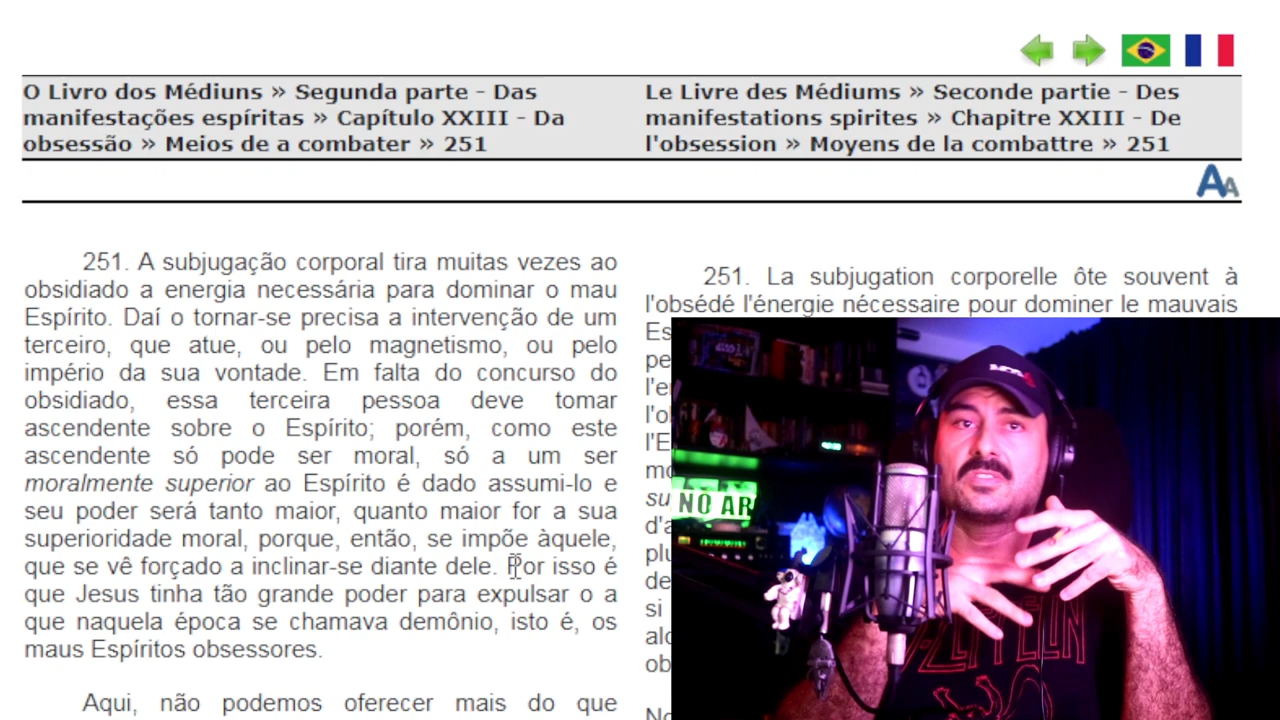 O Livro dos Médiuns » Segunda parte - Das
manifestações espíritas » Capítulo XXIII - Da
obsessão » Meios de a combater » 251
Le Livre des Médiums » Seconde partie - Des
manifestations spirites » Chapitre XXIII - De
l'obsession » Moyens de la combattre » 251
AA
251. A subjugação corporal tira muitas vezes ao
obsidiado a energia necessária para dominar o mau
Espírito. Daí o tornar-se precisa a intervenção de um
terceiro, que atue, ou pelo magnetismo, ou pelo
império da sua vontade. Em falta do concurso do
obsidiado, essa terceira pessoa deve tomar
ascendente sobre o Espírito; porém, como este
ascendente só pode ser moral, só a um ser
moralmente superior ao Espírito é dado assumi-lo e
seu poder será tanto maior, quanto maior for a sua
superioridade moral, porque, então, se impõe àquele,
que se vê forçado a inclinar-se diante dele. Por isso é
que Jesus tinha tão grande poder para expulsar o a
que naquela época se chamava demônio, isto é, os
maus Espíritos obsessores.
Aqui, não podemos oferecer mais do que
251. La subjugation corporelle ôte souvent à
l'obsédé l'énergie nécessaire pour dominer le mauvais
si
NO AR
LED ZEPPELIN